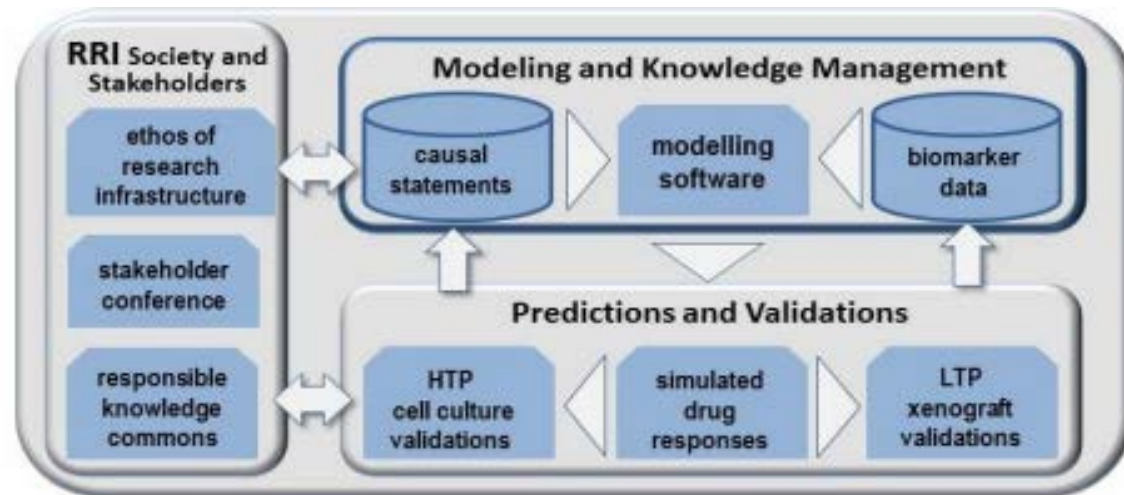 RRI Society and
Stakeholders
ethos of
research
infrastructure
stakeholder
conference
responsible
knowledge
commons
Modeling and Knowledge Management
causal
statements
modelling
software
biomarker
data
Predictions and Validations
HTP
cell culture
validations
simulated
drug
responses
LTP
xenograft
validations